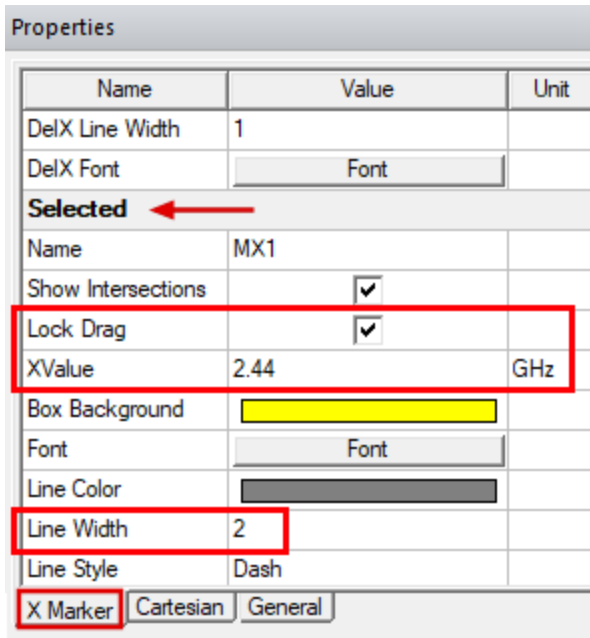 Properties
Name Value Unit
DelX Line Width 1
DelX Font Font
Selected
Name MX1
Show Intersections
Lock Drag
XValue 2.44 GHz
Box Background
Font Font
Line Color
Line Width 2
Line Style Dash
X Marker Cartesian General